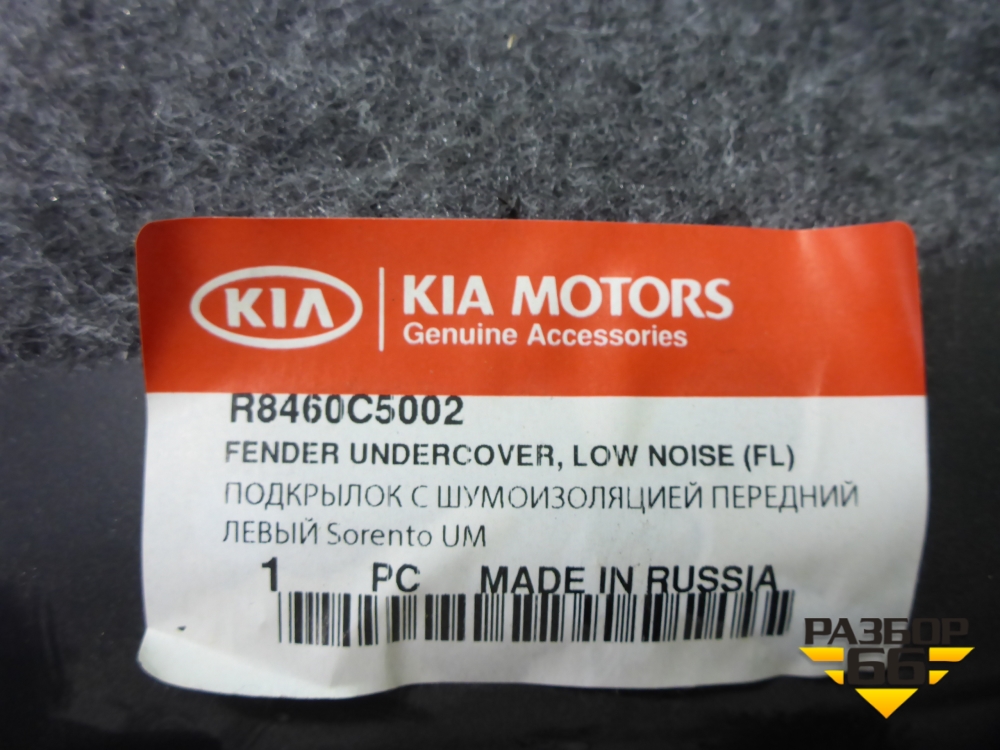 KIA
KIA MOTORS
Genuine Accessories
R8460C5002
FENDER UNDERCOVER, LOW NOISE (FL)
ПОДКРЫЛОК С ШУМОИЗОЛЯЦИЕЙ ПЕРЕДНИЙ
ЛЕВЫЙ Sorento UM
1 PC MADE IN RUSSIA
РАЗБОР
66